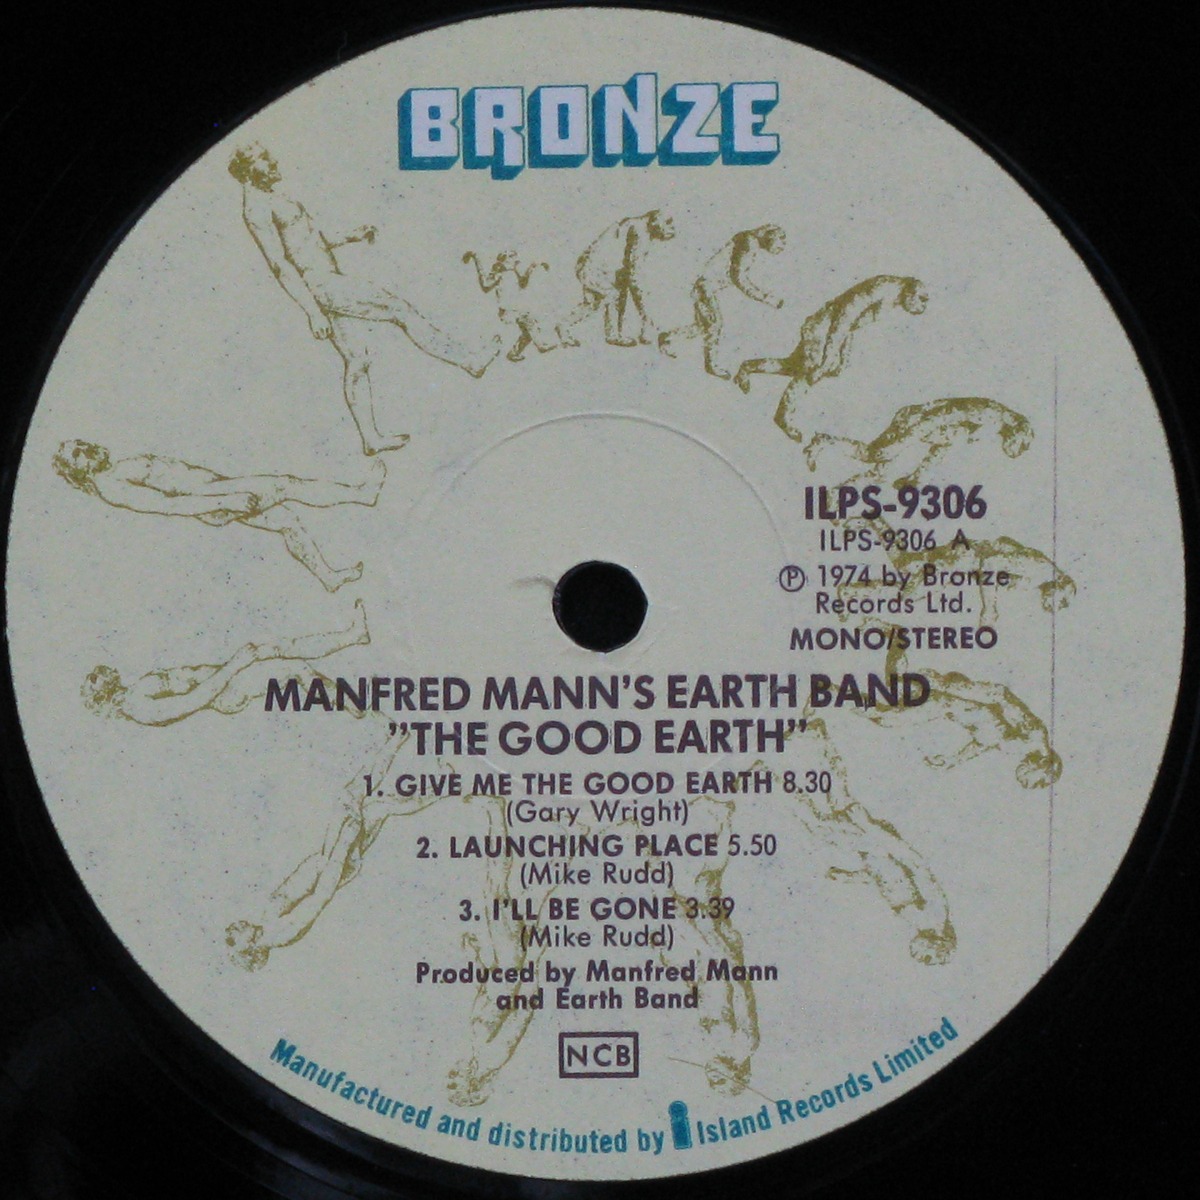 BRONZE
ILPS-9306
ILPS-9306 A
Ⓟ 1974 by Bronze
Records Ltd.
MONO/STEREO
MANFRED MANN'S EARTH BAND
"THE GOOD EARTH"
1. GIVE ME THE GOOD EARTH 8.30
(Gary Wright)
2. LAUNCHING PLACE 5.50
(Mike Rudd)
3. I'LL BE GONE 3.39
(Mike Rudd)
Produced by Manfred Mann
and Earth Band
NCB
Manufactured and distributed by i Island Records Limited